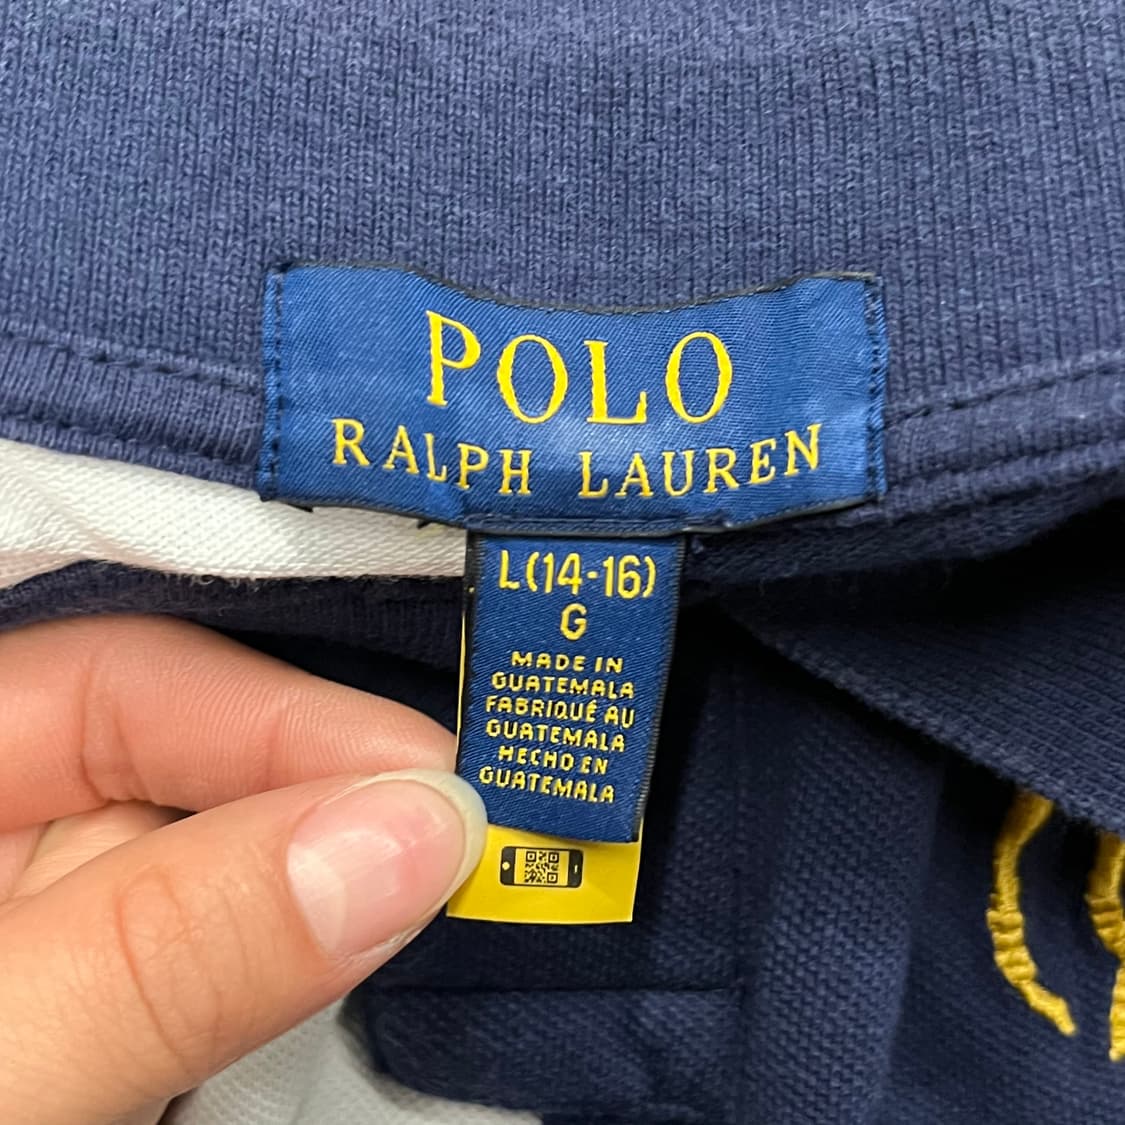 POLO
RALPH LAUREN
L(14-16)
G
MADE IN
GUATEMALA
FABRIQUÉ AU
GUATEMALA
HECHO EN
GUATEMALA